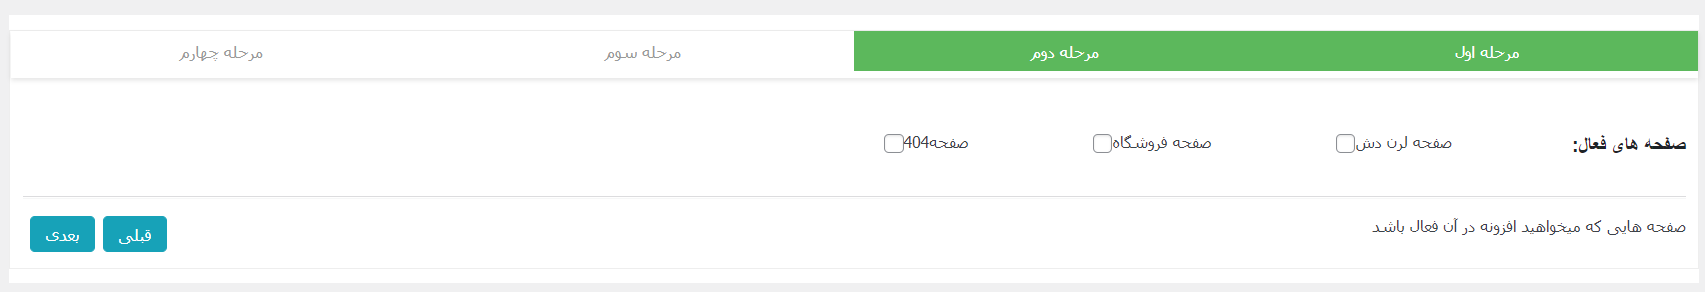 مرحله اول مرحله دوم مرحله سوم مرحله چهارم
صفحه های فعال: صفحه لرن دش صفحه فروشگاه صفحه404
صفحه هایی که میخواهید افزونه در آن فعال باشد
قبلی بعدی